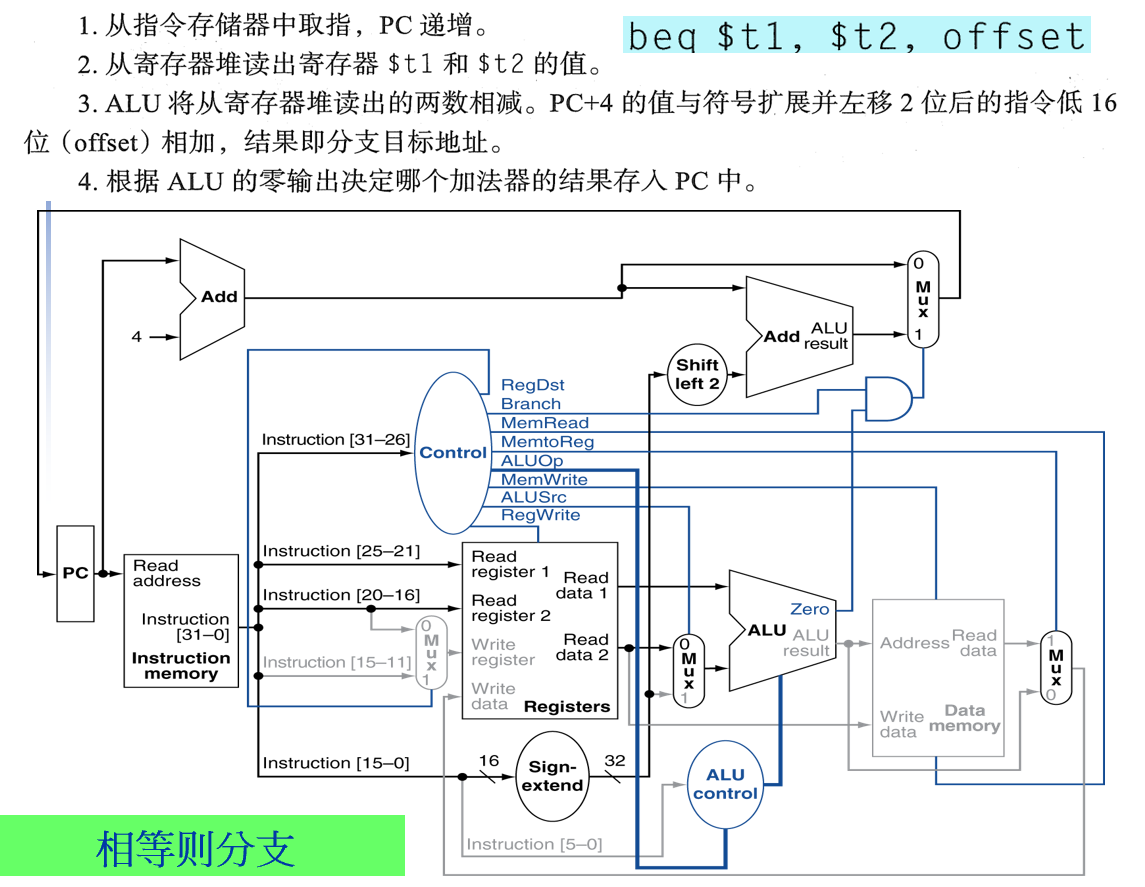 1. 从指令存储器中取指，PC 递增。
beq $t1, $t2, offset
2. 从寄存器堆读出寄存器 $t1 和 $t2 的值。
3. ALU 将从寄存器堆读出的两数相减。PC+4 的值与符号扩展并左移 2 位后的指令低 16
位（offset）相加，结果即分支目标地址。
4. 根据 ALU 的零输出决定哪个加法器的结果存入 PC 中。
Add
4
0
Mux
1
Add
ALU
result
Shift
left 2
RegDst
Branch
MemRead
MemtoReg
ALUOp
MemWrite
ALUSrc
RegWrite
Control
Instruction [31–26]
Instruction [25–21]
Instruction [20–16]
Instruction [15–11]
Instruction [15–0]
Instruction [5–0]
PC
Read
address
Instruction
[31–0]
Instruction
memory
0
Mux
1
Read
register 1
Read
register 2
Write
register
Write
data
Read
data 1
Read
data 2
Registers
0
Mux
1
Zero
ALU
ALU
result
Address
Read
data
Write
data
Data
memory
1
Mux
0
16
Sign-
extend
32
ALU
control
相等则分支